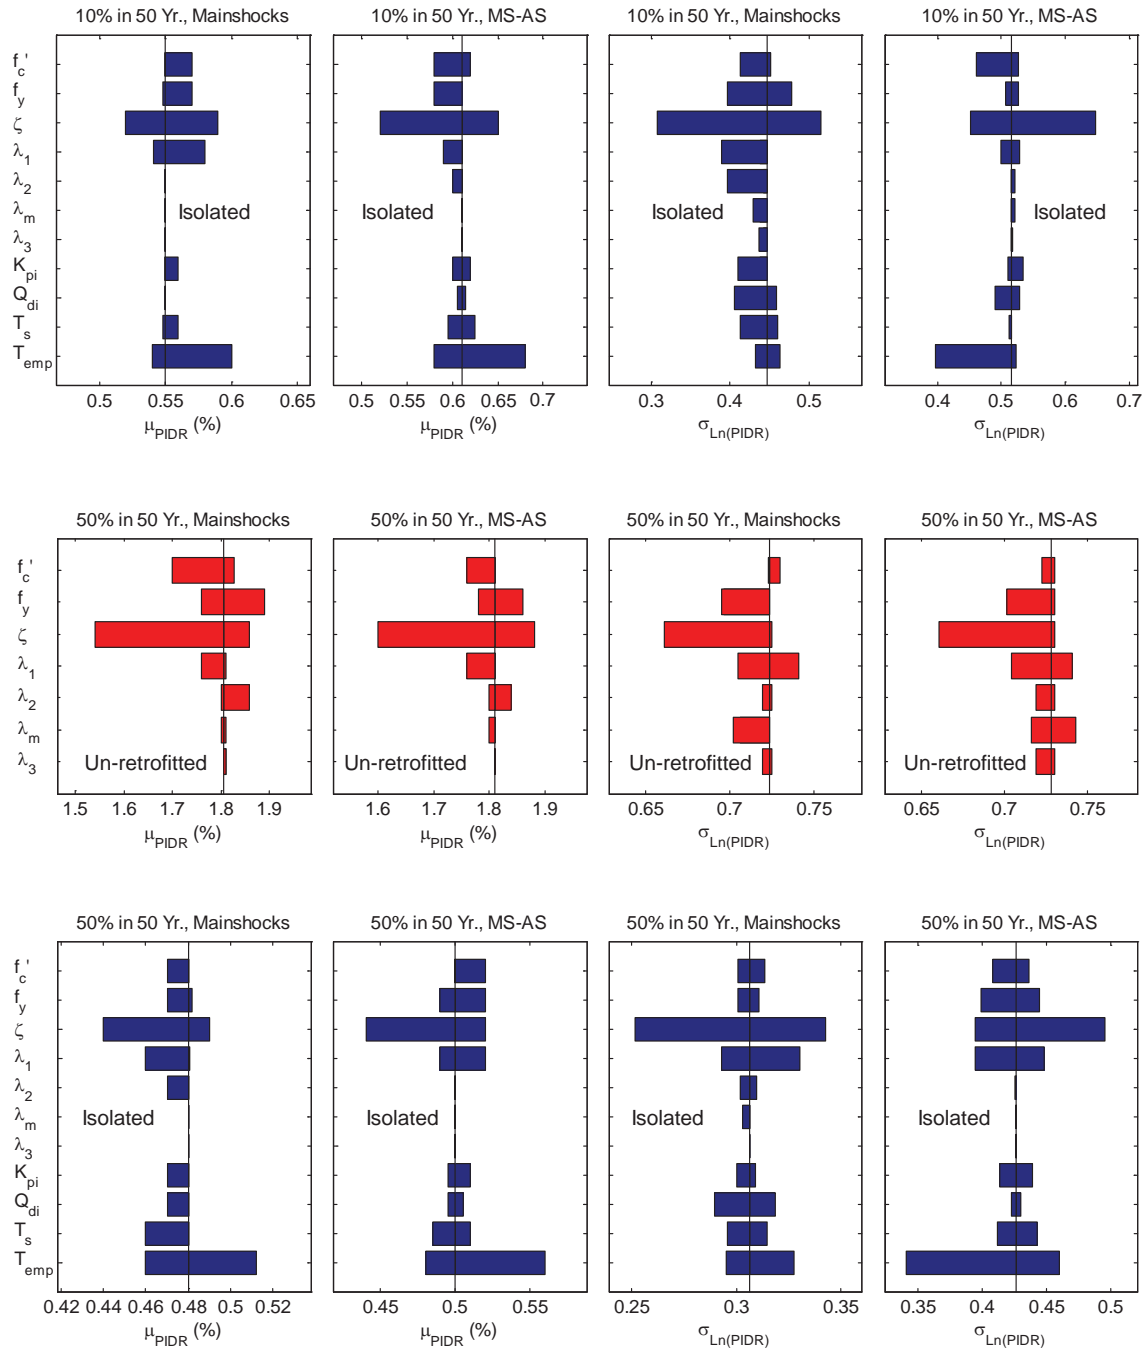 10% in 50 Yr., Mainshocks
10% in 50 Yr., MS-AS
10% in 50 Yr., Mainshocks
10% in 50 Yr., MS-AS
f_c'
f_y
ζ
λ_1
λ_2
λ_m
λ_3
K_pi
Q_di
T_s
T_emp
Isolated
Isolated
Isolated
Isolated
0.5 0.55 0.6 0.65
0.5 0.55 0.6 0.65 0.7
0.3 0.4 0.5
0.4 0.5 0.6 0.7
μ_PIDR (%)
μ_PIDR (%)
σ_Ln(PIDR)
σ_Ln(PIDR)
50% in 50 Yr., Mainshocks
50% in 50 Yr., MS-AS
50% in 50 Yr., Mainshocks
50% in 50 Yr., MS-AS
f_c'
f_y
ζ
λ_1
λ_2
λ_m
λ_3
Un-retrofitted
Un-retrofitted
Un-retrofitted
Un-retrofitted
1.5 1.7 1.9
1.6 1.7 1.8 1.9
0.65 0.7 0.75
0.65 0.7 0.75
μ_PIDR (%)
μ_PIDR (%)
σ_Ln(PIDR)
σ_Ln(PIDR)
50% in 50 Yr., Mainshocks
50% in 50 Yr., MS-AS
50% in 50 Yr., Mainshocks
50% in 50 Yr., MS-AS
f_c'
f_y
ζ
λ_1
λ_2
λ_m
λ_3
K_pi
Q_di
T_s
T_emp
Isolated
Isolated
Isolated
Isolated
0.42 0.44 0.46 0.48 0.5 0.52
0.45 0.5 0.55
0.25 0.3 0.35
0.35 0.4 0.45 0.5
μ_PIDR (%)
μ_PIDR (%)
σ_Ln(PIDR)
σ_Ln(PIDR)